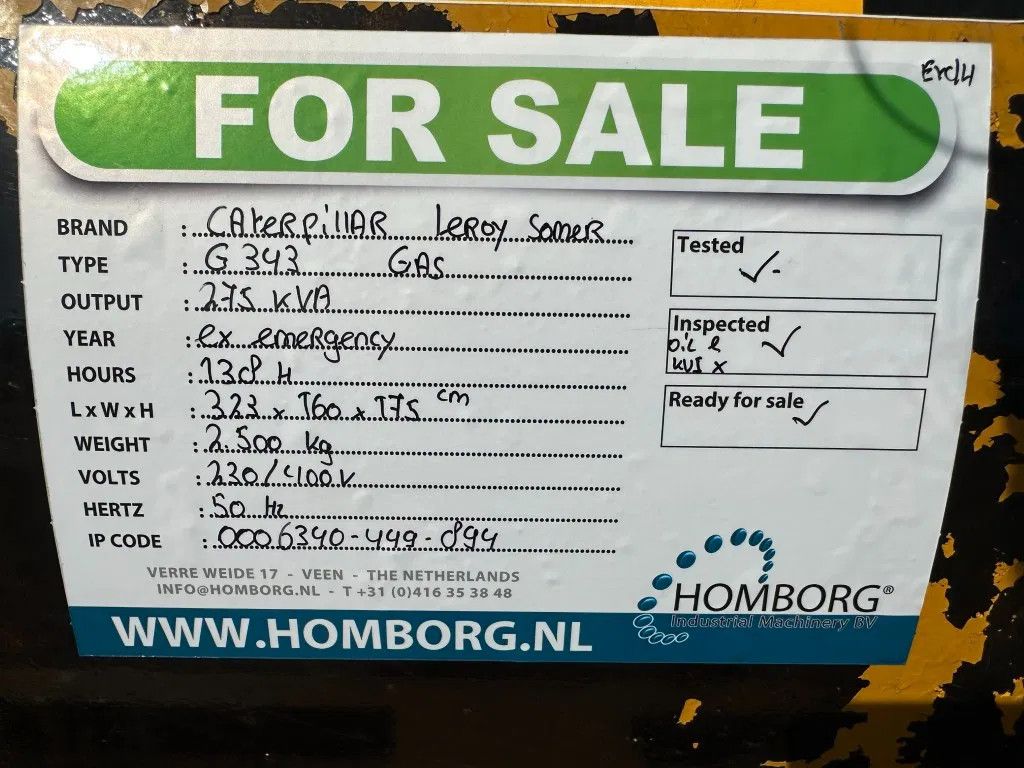 Erd4
FOR SALE
BRAND : CAterpillAR LeRoy Somer
TYPE : G 343 GAS
OUTPUT : 275 KVA
YEAR : ex emergency
HOURS : 138 H
L x W x H : 323 x 160 x 175 cm
WEIGHT : 2.500 kg
VOLTS : 230/400V
HERTZ : 50 Hz
IP CODE : 0006340-449-894
Tested
✓-
Inspected ✓
KVI x
Ready for sale ✓
VERRE WEIDE 17 - VEEN - THE NETHERLANDS
INFO@HOMBORG.NL - T +31 (0)416 35 38 48
HOMBORG®
Industrial Machinery BV
WWW.HOMBORG.NL